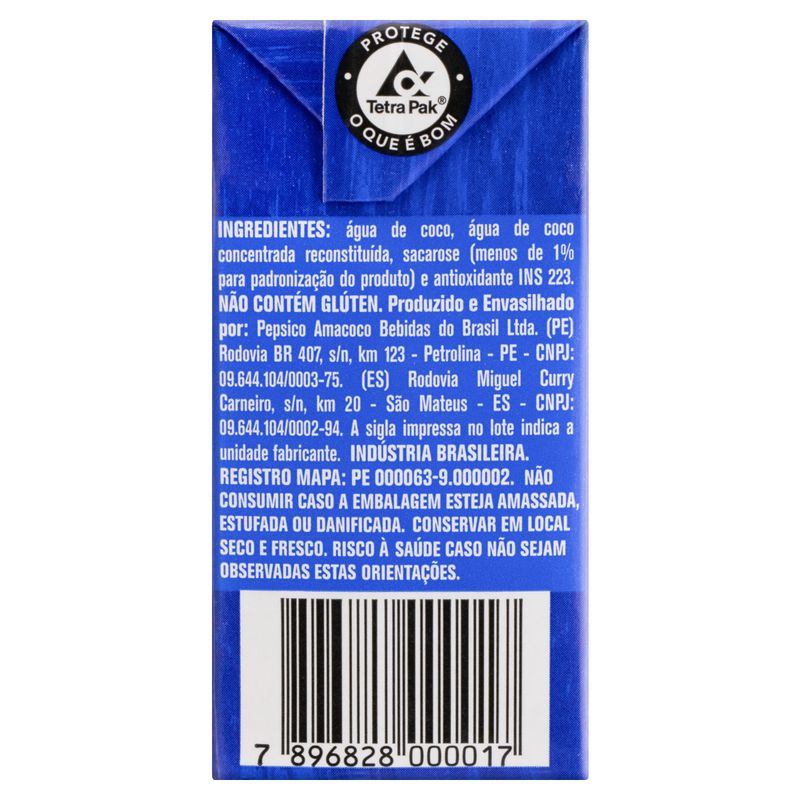 PROTEGE
Tetra Pak®
O QUE É BOM
INGREDIENTES: água de coco, água de coco
concentrada reconstituída, sacarose (menos de 1%
para padronização do produto) e antioxidante INS 223.
NÃO CONTÉM GLÚTEN. Produzido e Envasilhado
por: Pepsico Amacoco Bebidas do Brasil Ltda. (PE)
Rodovia BR 407, s/n, km 123 - Petrolina - PE - CNPJ:
09.644.104/0003-75. (ES) Rodovia Miguel Curry
Carneiro, s/n, km 20 - São Mateus - ES - CNPJ:
09.644.104/0002-94. A sigla impressa no lote indica a
unidade fabricante. INDÚSTRIA BRASILEIRA.
REGISTRO MAPA: PE 000063-9.000002. NÃO
CONSUMIR CASO A EMBALAGEM ESTEJA AMASSADA,
ESTUFADA OU DANIFICADA. CONSERVAR EM LOCAL
SECO E FRESCO. RISCO À SAÚDE CASO NÃO SEJAM
OBSERVADAS ESTAS ORIENTAÇÕES.
7 896828 000017